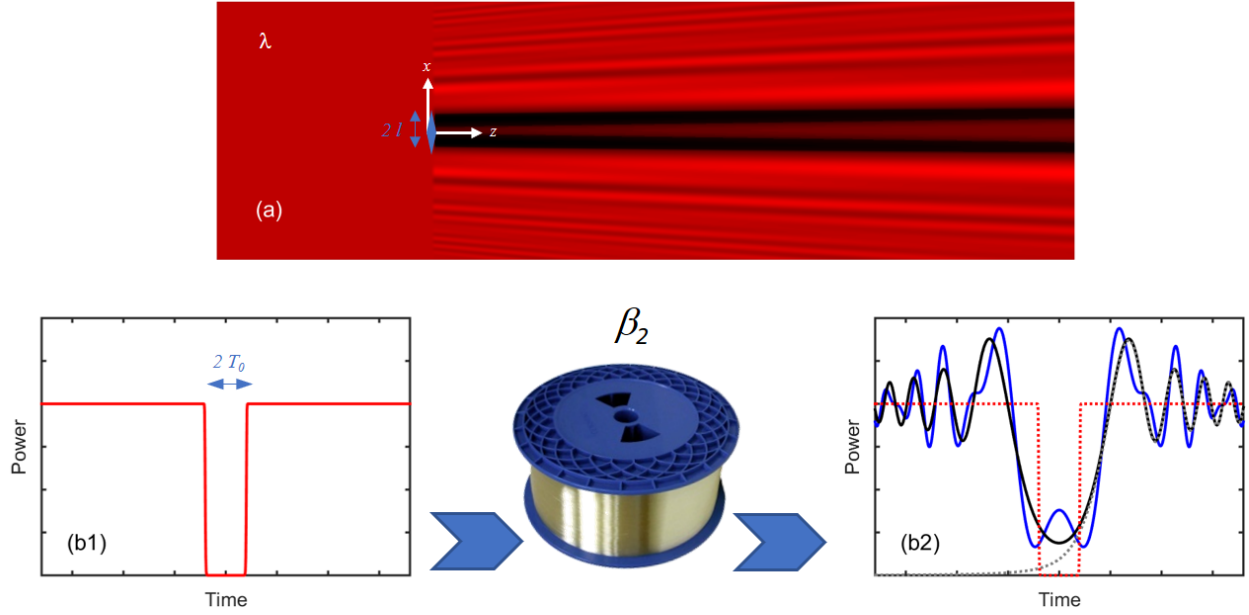 λ
x
2 l
z
(a)
β2
2 T0
Power
(b1)
Time
Power
(b2)
Time